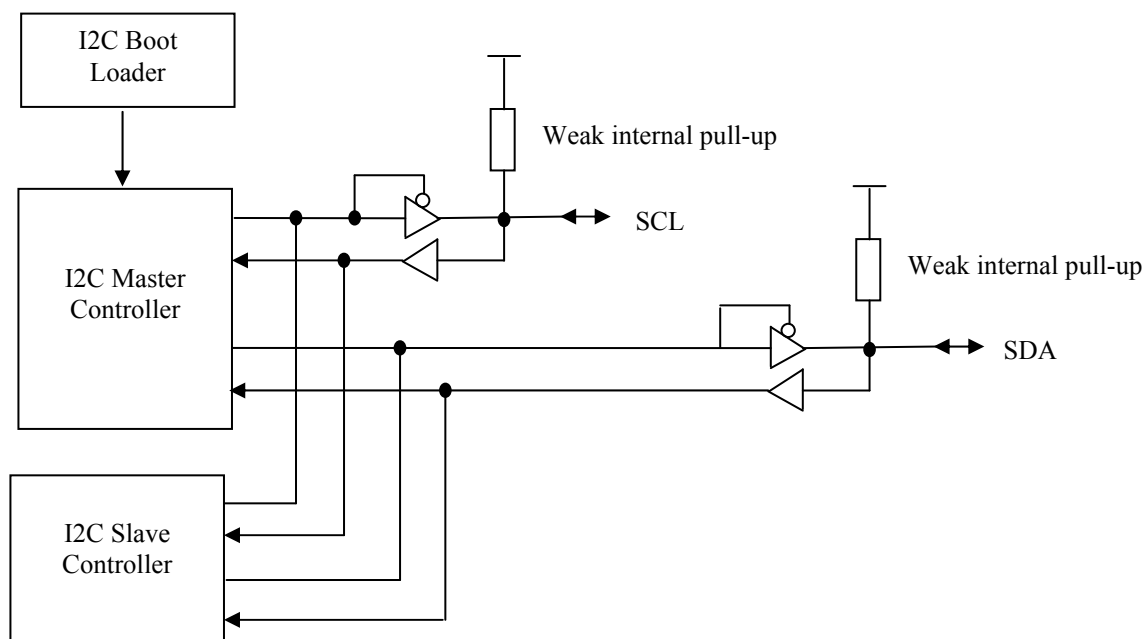 I2C Boot
Loader
Weak internal pull-up
SCL
I2C Master
Controller
Weak internal pull-up
SDA
I2C Slave
Controller